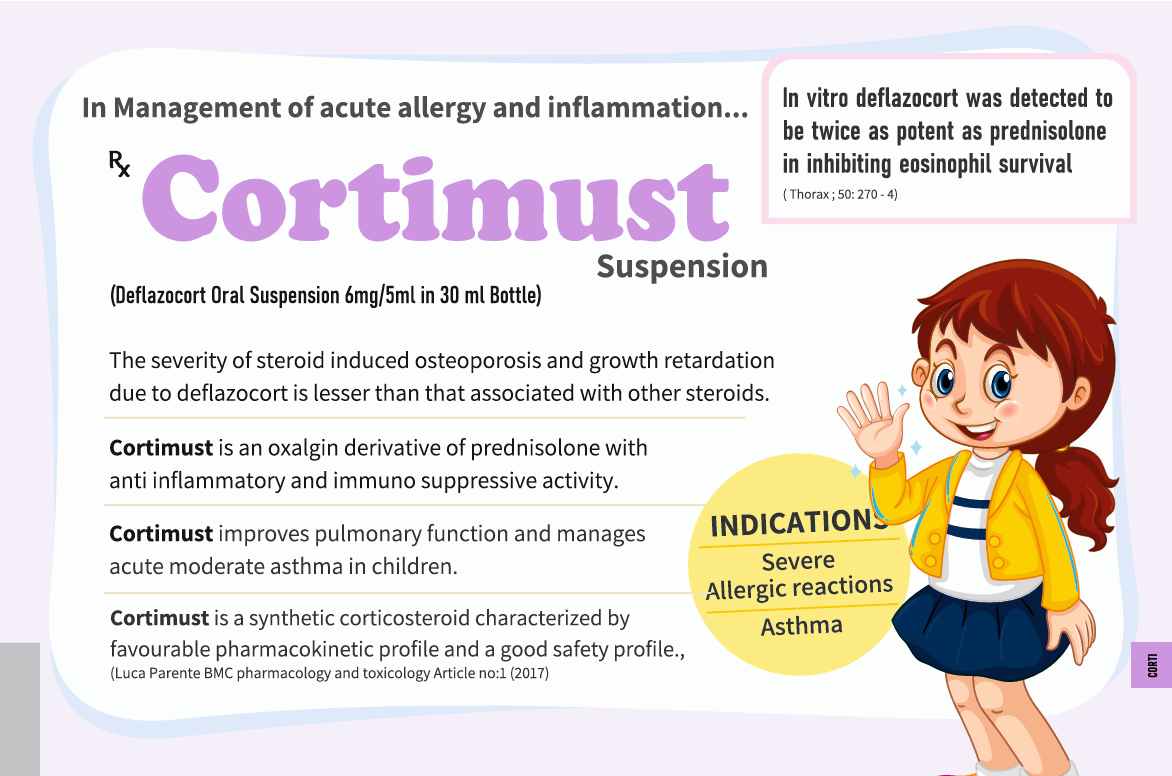 In Management of acute allergy and inflammation...
In vitro deflazocort was detected to
be twice as potent as prednisolone
in inhibiting eosinophil survival
( Thorax ; 50: 270 - 4)
Rx
Cortimust
Suspension
(Deflazocort Oral Suspension 6mg/5ml in 30 ml Bottle)
The severity of steroid induced osteoporosis and growth retardation
due to deflazocort is lesser than that associated with other steroids.
Cortimust is an oxalgin derivative of prednisolone with
anti inflammatory and immuno suppressive activity.
Cortimust improves pulmonary function and manages
acute moderate asthma in children.
Cortimust is a synthetic corticosteroid characterized by
favourable pharmacokinetic profile and a good safety profile.,
(Luca Parente BMC pharmacology and toxicology Article no:1 (2017)
INDICATIONS
Severe
Allergic reactions
Asthma
CORTI